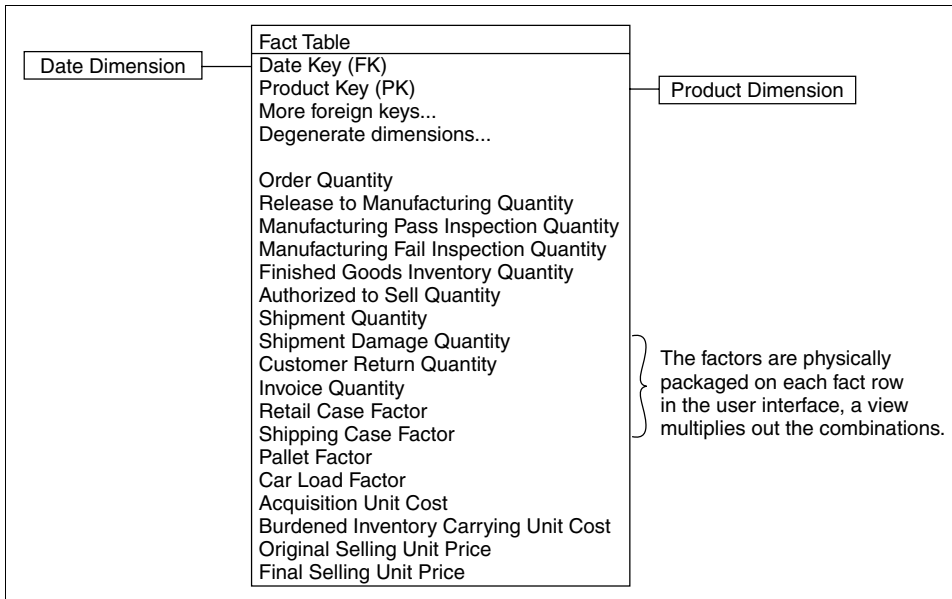 Date Dimension
Fact Table
Date Key (FK)
Product Key (PK)
More foreign keys...
Degenerate dimensions...
Order Quantity
Release to Manufacturing Quantity
Manufacturing Pass Inspection Quantity
Manufacturing Fail Inspection Quantity
Finished Goods Inventory Quantity
Authorized to Sell Quantity
Shipment Quantity
Shipment Damage Quantity
Customer Return Quantity
Invoice Quantity
Retail Case Factor
Shipping Case Factor
Pallet Factor
Car Load Factor
Acquisition Unit Cost
Burdened Inventory Carrying Unit Cost
Original Selling Unit Price
Final Selling Unit Price
Product Dimension
The factors are physically
packaged on each fact row
in the user interface, a view
multiplies out the combinations.